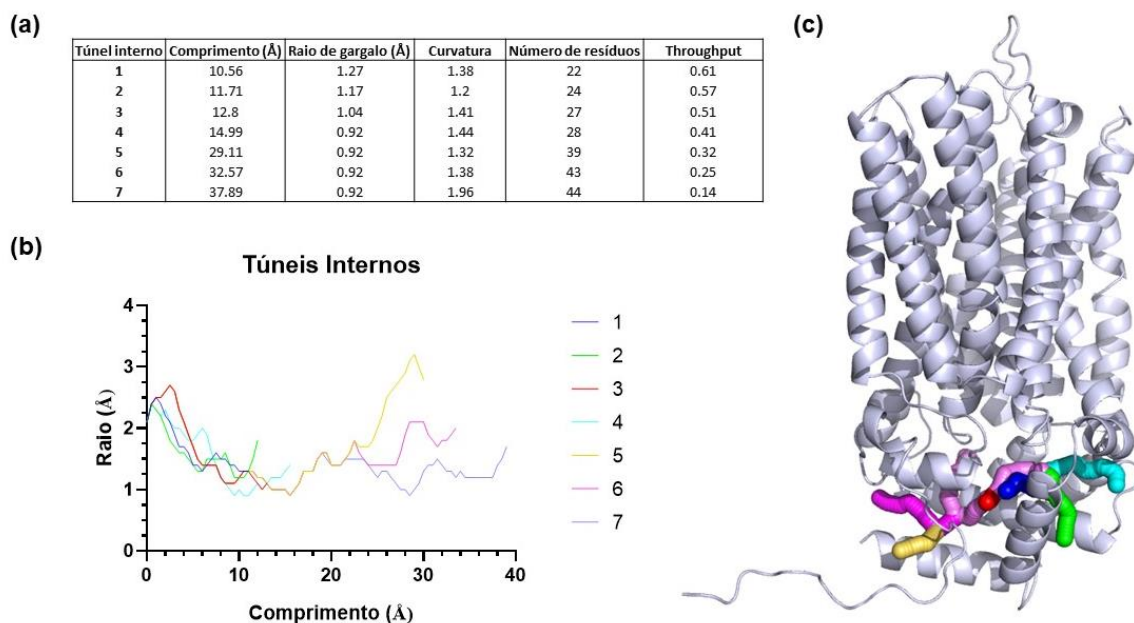 (a)
Túnel interno Comprimento (Å) Raio de gargalo (Å) Curvatura Número de resíduos Throughput
1 10.56 1.27 1.38 22 0.61
2 11.71 1.17 1.2 24 0.57
3 12.8 1.04 1.41 27 0.51
4 14.99 0.92 1.44 28 0.41
5 29.11 0.92 1.32 39 0.32
6 32.57 0.92 1.38 43 0.25
7 37.89 0.92 1.96 44 0.14
(b)
Túneis Internos
Raio (Å)
4
3
2
1
0
0 10 20 30 40
Comprimento (Å)
1
2
3
4
5
6
7
(c)